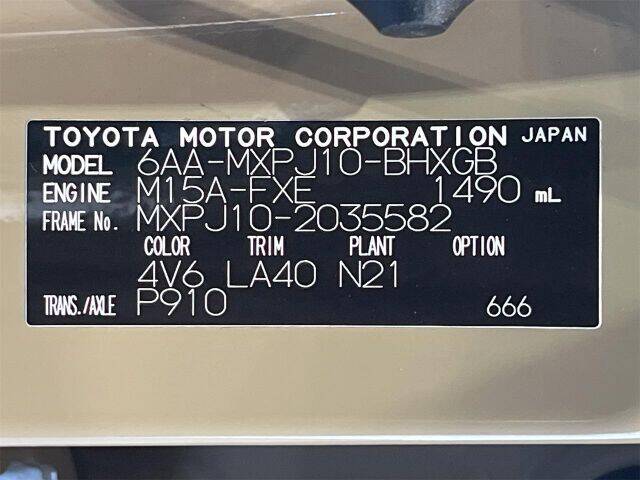 TOYOTA MOTOR CORPORATION JAPAN
MODEL 6AA-MXPJ10-BHXGB
ENGINE M15A-FXE 1490 mL
FRAME No. MXPJ10-2035582
COLOR TRIM PLANT OPTION
4V6 LA40 N21
TRANS./AXLE P910 666